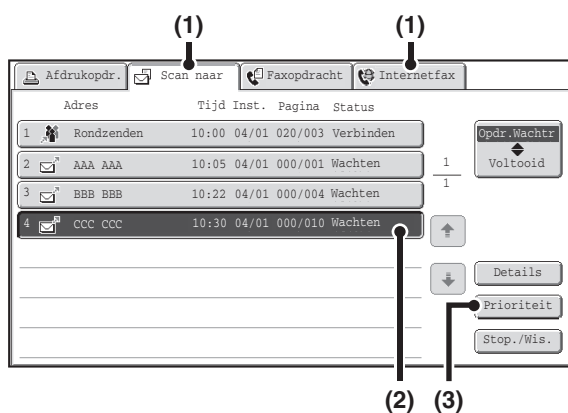 (1) (1)
Afdrukopdr. Scan naar Faxopdracht Internetfax
Adres Tijd Inst. Pagina Status
1 Rondzenden 10:00 04/01 020/003 Verbinden
Opdr.Wachtr
2 AAA AAA 10:05 04/01 000/001 Wachten
1
Voltooid
3 BBB BBB 10:22 04/01 000/004 Wachten
1
4 CCC CCC 10:30 04/01 000/010 Wachten
Details
Prioriteit
Stop./Wis.
(2) (3)